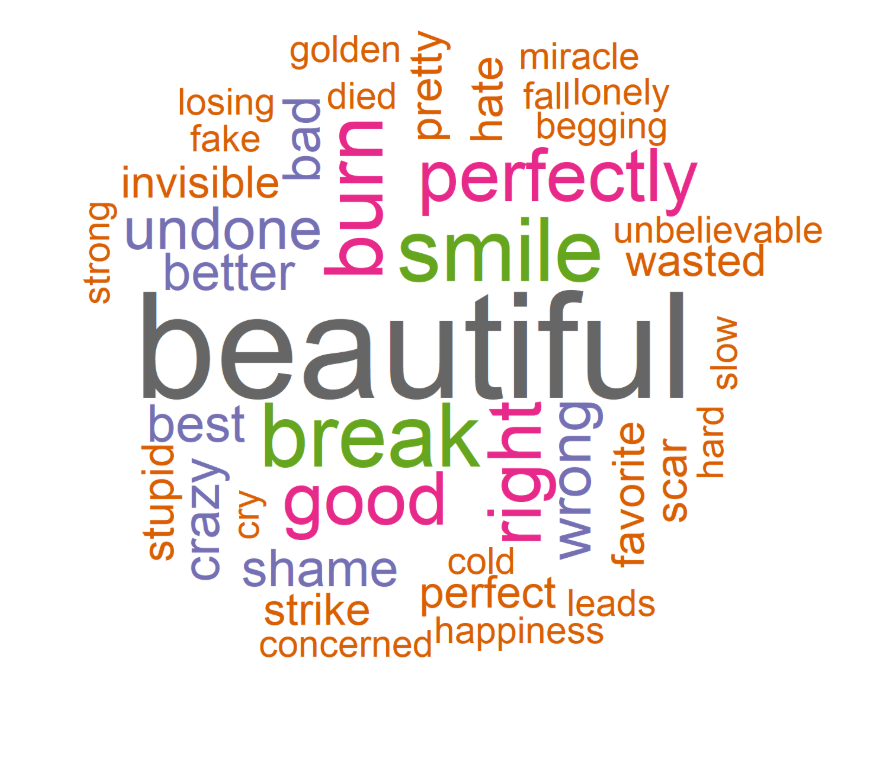 golden
pretty
miracle
hate
losing
bad
died
fall
lonely
fake
burn
begging
invisible
perfectly
strong
undone
smile
unbelievable
better
wasted
beautiful
slow
best
break
right
wrong
hard
favorite
scar
stupid
crazy
cry
good
shame
cold
strike
perfect
leads
concerned
happiness